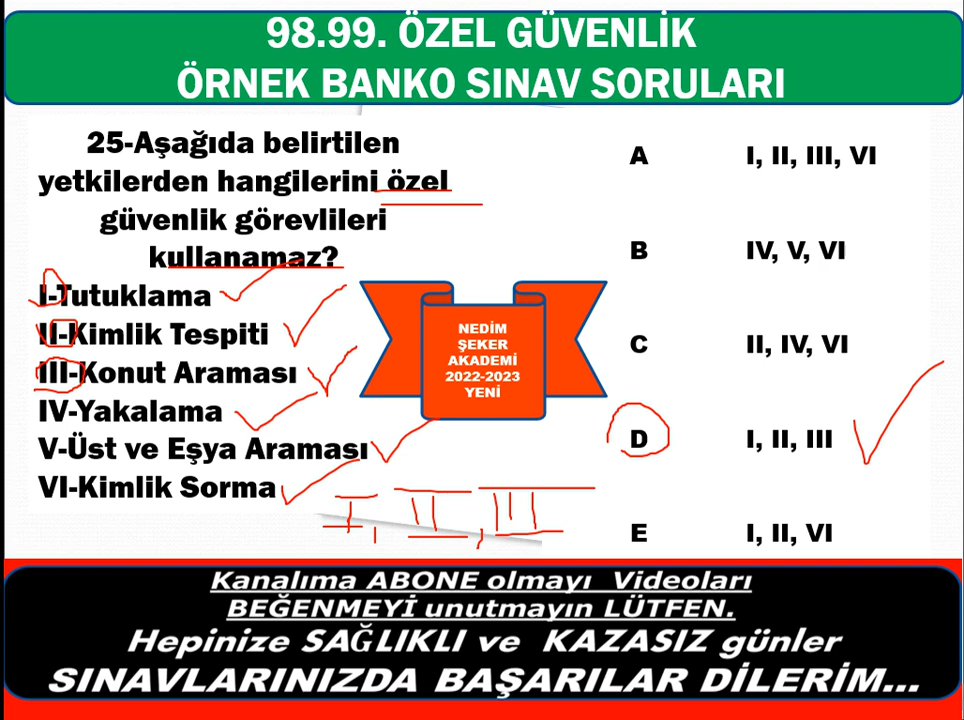 98.99. ÖZEL GÜVENLİK
ÖRNEK BANKO SINAV SORULARI
25-Aşağıda belirtilen
yetkilerden hangilerini özel
güvenlik görevlileri
kullanamaz?
I-Tutuklama
II-Kimlik Tespiti
III-Konut Araması
IV-Yakalama
V-Üst ve Eşya Araması
VI-Kimlik Sorma
I, II, III
NEDİM
ŞEKER
AKADEMİ
2022-2023
YENİ
A I, II, III, VI
B IV, V, VI
C II, IV, VI
D I, II, III
E I, II, VI
Kanalıma ABONE olmayı Videoları
BEĞENMEYİ unutmayın LÜTFEN.
Hepinize SAĞLIKLI ve KAZASIZ günler
SINAVLARINIZDA BAŞARILAR DİLERİM...